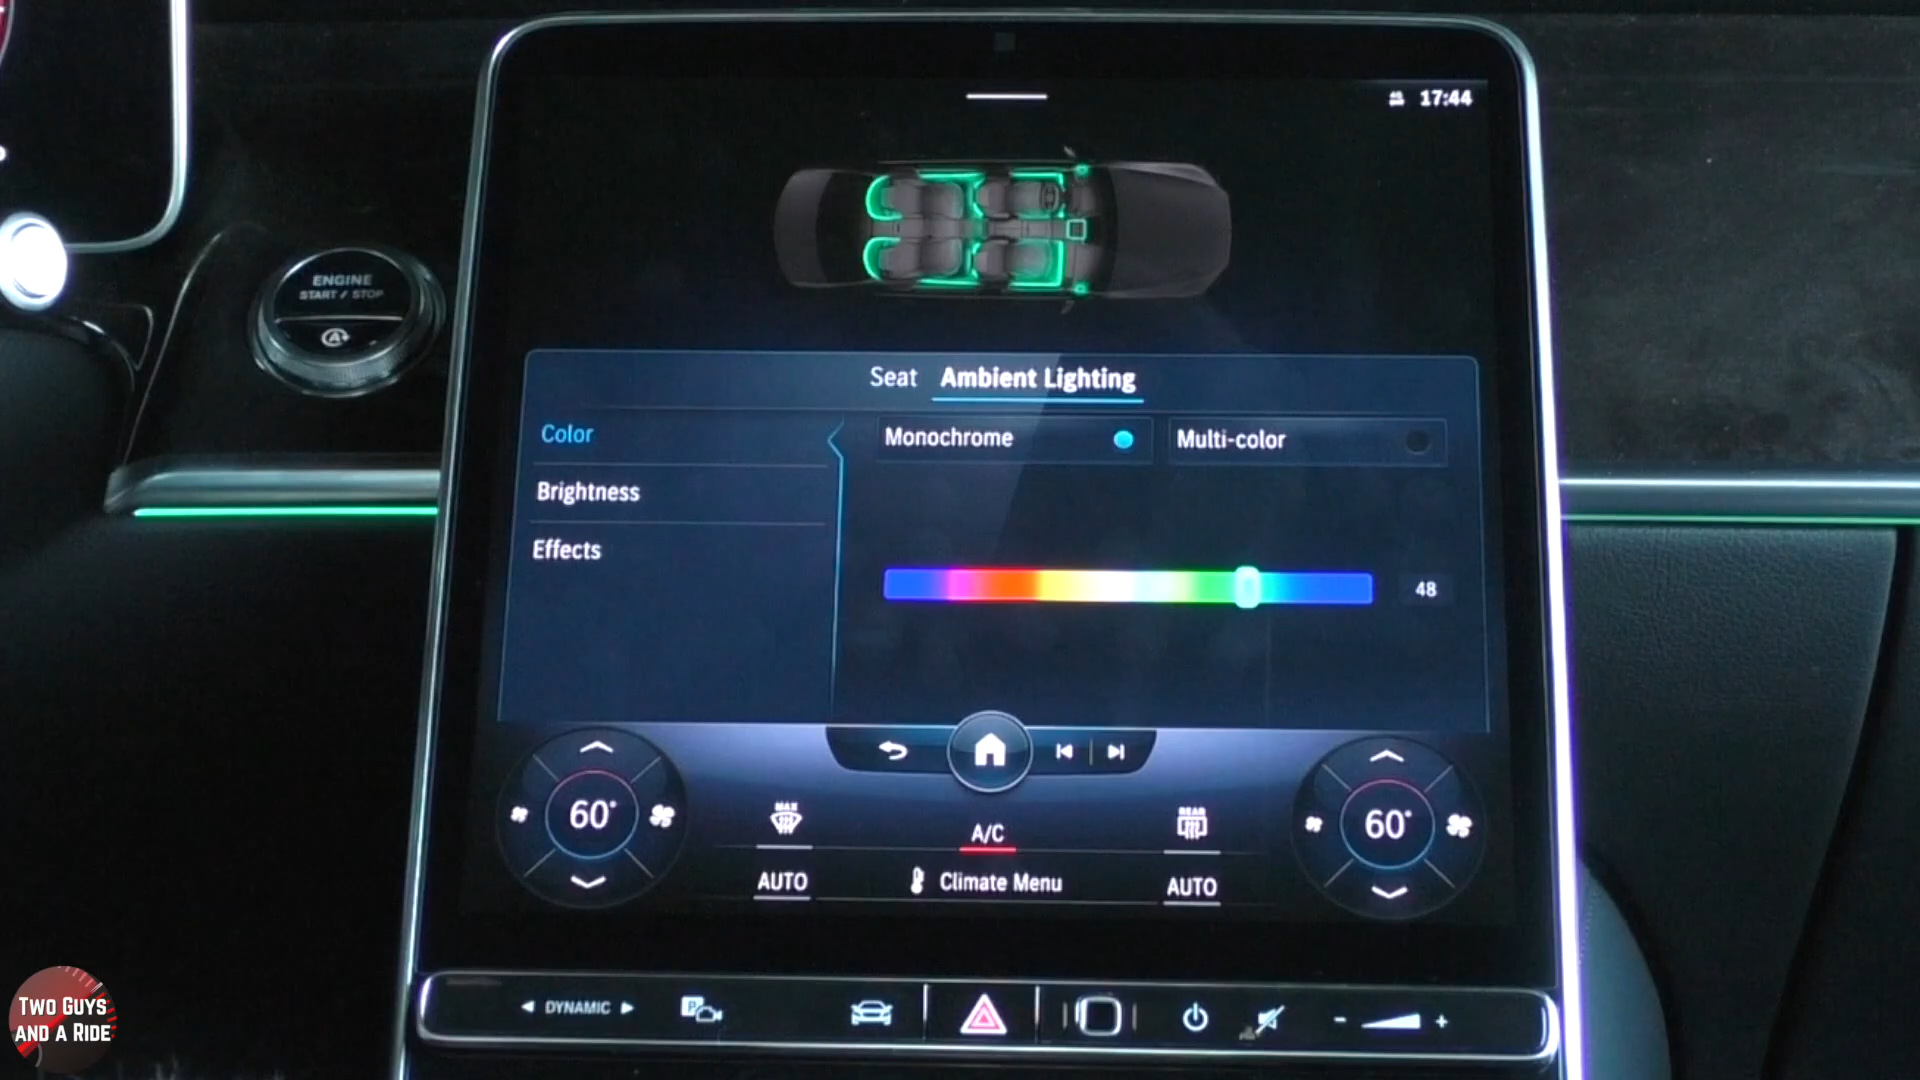 17:44
ENGINE
START / STOP
A
Seat Ambient Lighting
Color
Monochrome
Multi-color
Brightness
Effects
48
60°
60°
MAX
REAR
A/C
AUTO
Climate Menu
AUTO
DYNAMIC
P
- +
TWO GUYS
AND A RIDE